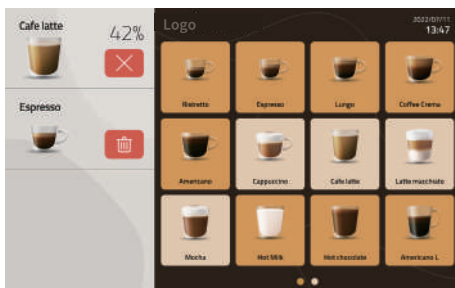 Cafe latte
42%
Espresso
Logo
2022/07/11
13:47
Ristretto
Espresso
Lungo
Coffee Crema
Americano
Cappuccino
Cafe latte
Latte macchiato
Mocha
Hot Milk
Hot chocolate
Americano L